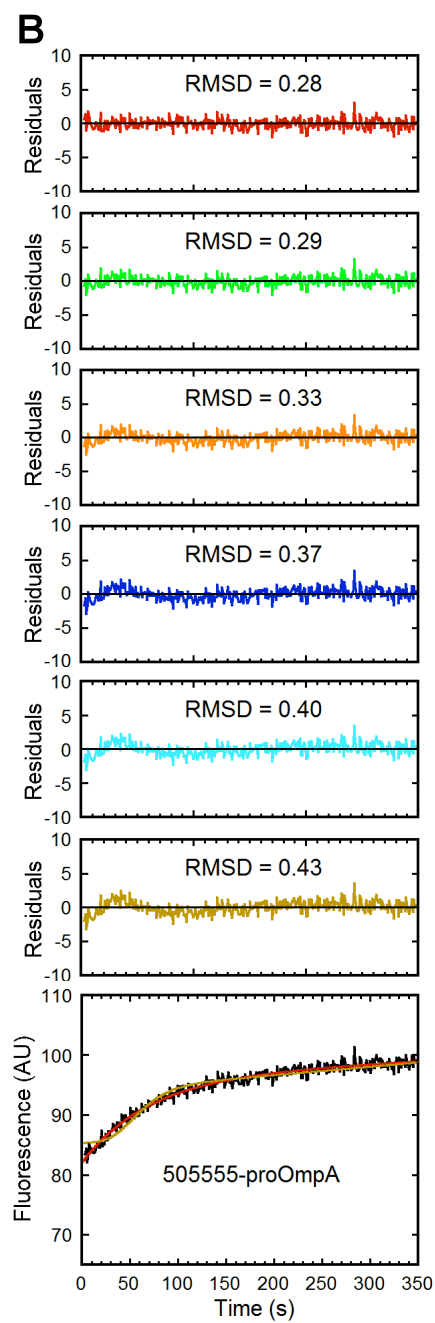 B
10
5
0
-5
-10
Residuals
RMSD = 0.28
10
5
0
-5
-10
Residuals
RMSD = 0.29
10
5
0
-5
-10
Residuals
RMSD = 0.33
10
5
0
-5
-10
Residuals
RMSD = 0.37
10
5
0
-5
-10
Residuals
RMSD = 0.40
10
5
0
-5
-10
Residuals
RMSD = 0.43
110
100
90
80
70
Fluorescence (AU)
505555-proOmpA
0 50 100 150 200 250 300 350
Time (s)